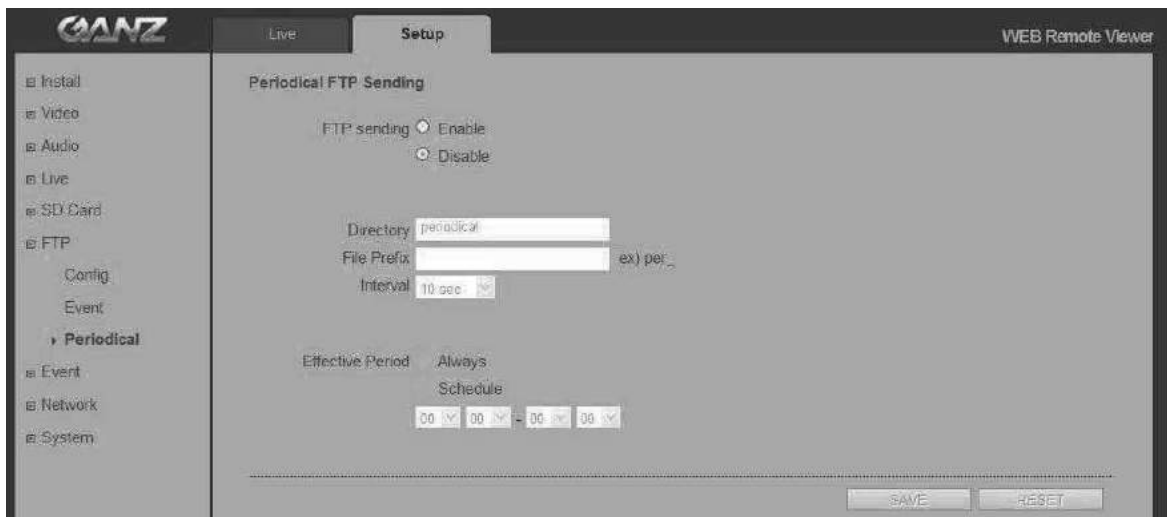 GANZ
Live
Setup
WEB Remote Viewer
Install
Video
Audio
Live
SD Card
FTP
Config
Event
Periodical
Event
Network
System
Periodical FTP Sending
FTP sending Enable
Disable
Directory periodical
File Prefix ex) per_
Interval 10 sec
Effective Period Always
Schedule
00 00 - 00 00
SAVE RESET